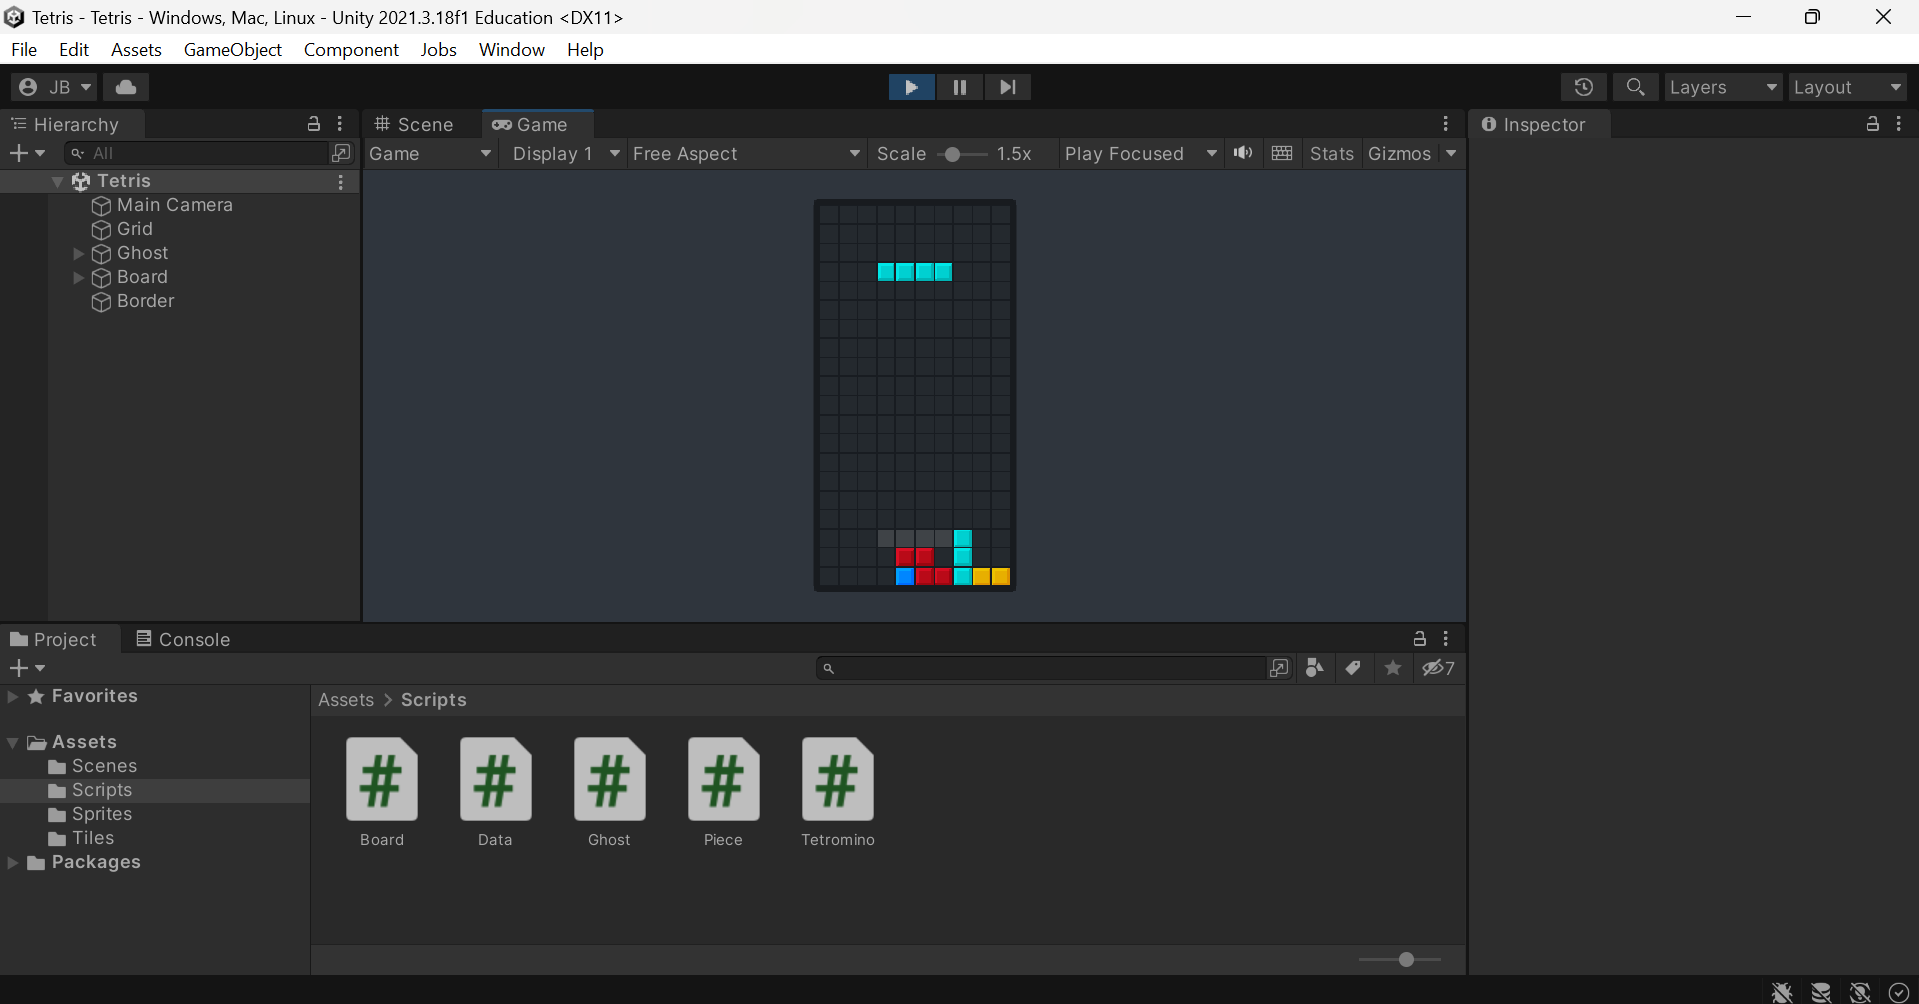 Tetris - Tetris - Windows, Mac, Linux - Unity 2021.3.18f1 Education <DX11>
File Edit Assets GameObject Component Jobs Window Help
JB Layers Layout
Hierarchy
All
Tetris
Main Camera
Grid
Ghost
Board
Border
Scene Game
Game Display 1 Free Aspect Scale 1.5x Play Focused Stats Gizmos
Inspector
Project Console
7
Favorites
Assets
Scenes
Scripts
Sprites
Tiles
Packages
Assets > Scripts
# # # # #
Board Data Ghost Piece Tetromino